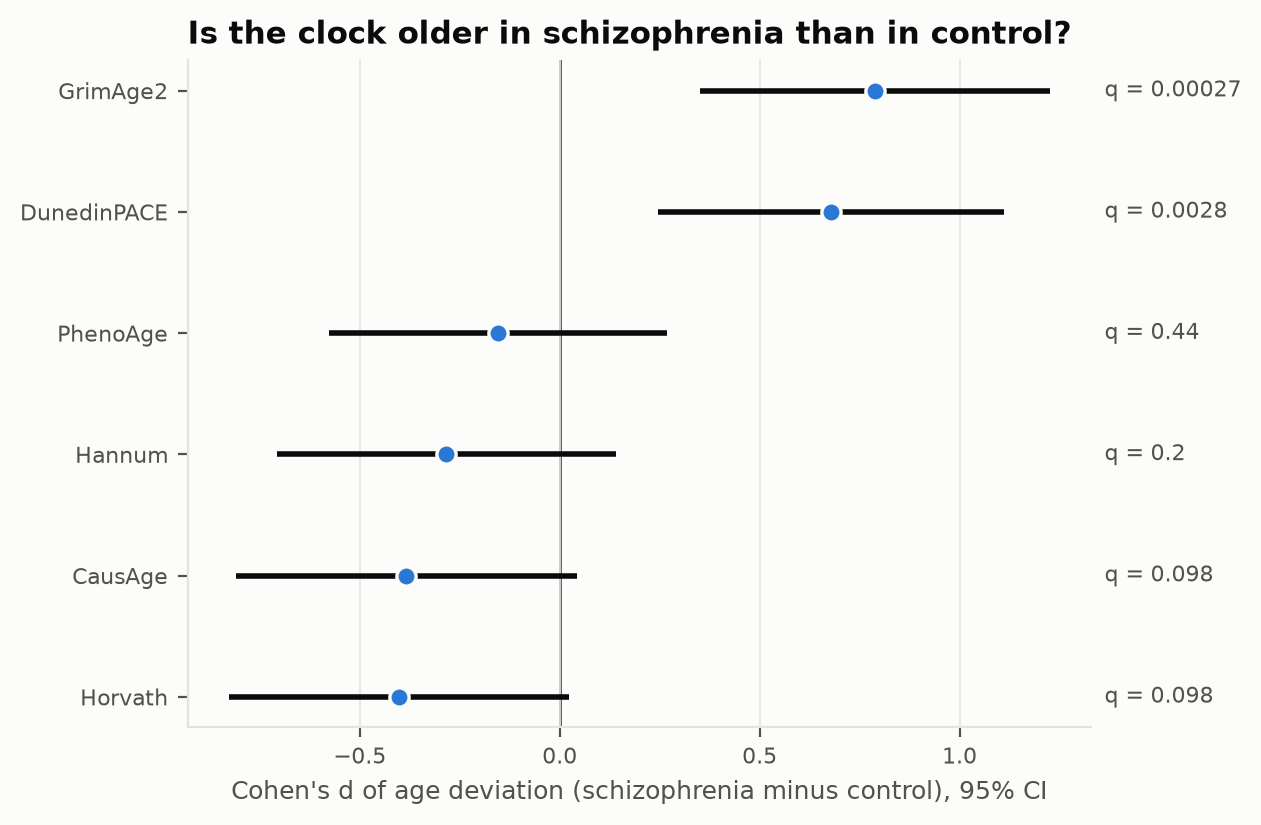 Is the clock older in schizophrenia than in control?
GrimAge2
q = 0.00027
DunedinPACE
q = 0.0028
PhenoAge
q = 0.44
Hannum
q = 0.2
CausAge
q = 0.098
Horvath
q = 0.098
−0.5
0.0
0.5
1.0
Cohen's d of age deviation (schizophrenia minus control), 95% CI